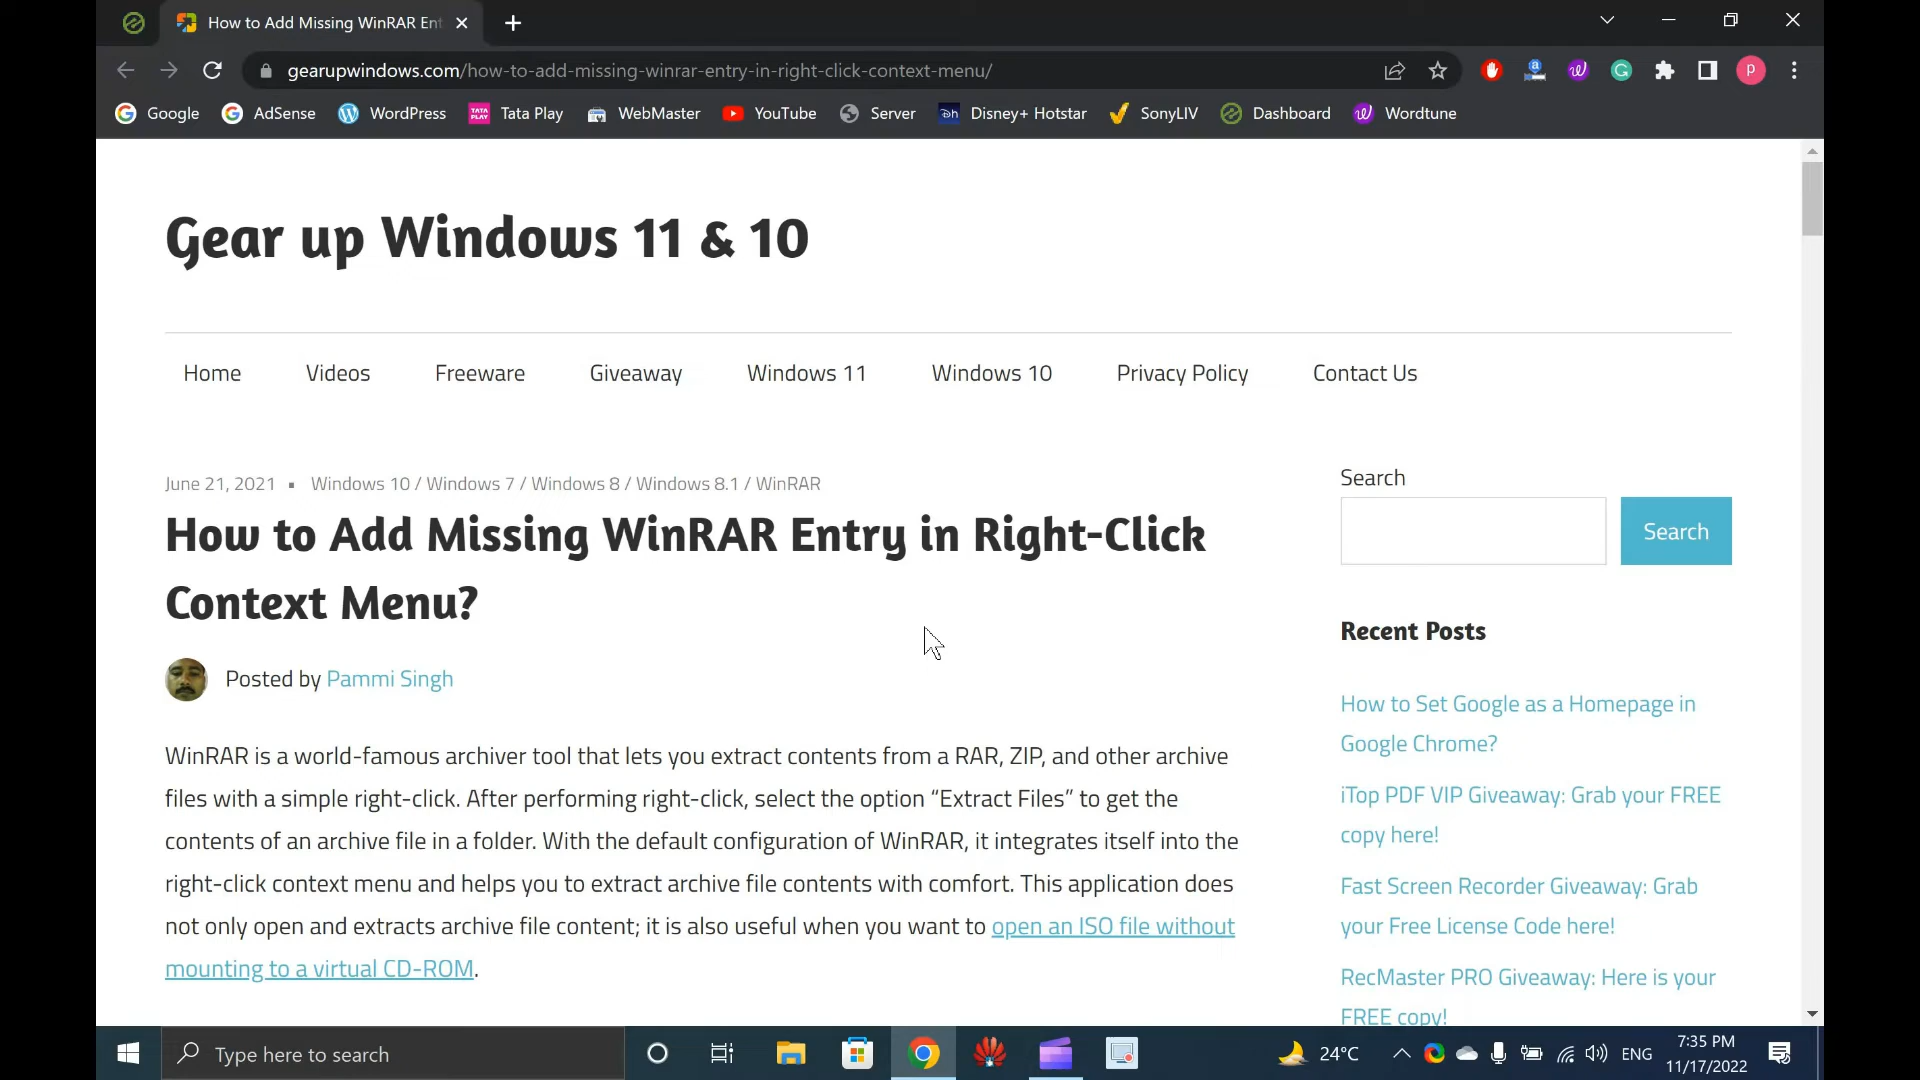 How to Add Missing WinRAR Ent
gearupwindows.com/how-to-add-missing-winrar-entry-in-right-click-context-menu/
P
Google
AdSense
WordPress
TATA PLAY
Tata Play
WebMaster
YouTube
Server
Disney+ Hotstar
SonyLIV
Dashboard
Wordtune
Gear up Windows 11 & 10
Home
Videos
Freeware
Giveaway
Windows 11
Windows 10
Privacy Policy
Contact Us
June 21, 2021 ▪ Windows 10 / Windows 7 / Windows 8 / Windows 8.1 / WinRAR
How to Add Missing WinRAR Entry in Right-Click
Context Menu?
Posted by Pammi Singh
WinRAR is a world-famous archiver tool that lets you extract contents from a RAR, ZIP, and other archive
files with a simple right-click. After performing right-click, select the option “Extract Files” to get the
contents of an archive file in a folder. With the default configuration of WinRAR, it integrates itself into the
right-click context menu and helps you to extract archive file contents with comfort. This application does
not only open and extracts archive file content; it is also useful when you want to open an ISO file without
mounting to a virtual CD-ROM.
Search
Search
Recent Posts
How to Set Google as a Homepage in
Google Chrome?
iTop PDF VIP Giveaway: Grab your FREE
copy here!
Fast Screen Recorder Giveaway: Grab
your Free License Code here!
RecMaster PRO Giveaway: Here is your
FREE copy!
Type here to search
24°C
ENG
7:35 PM
11/17/2022